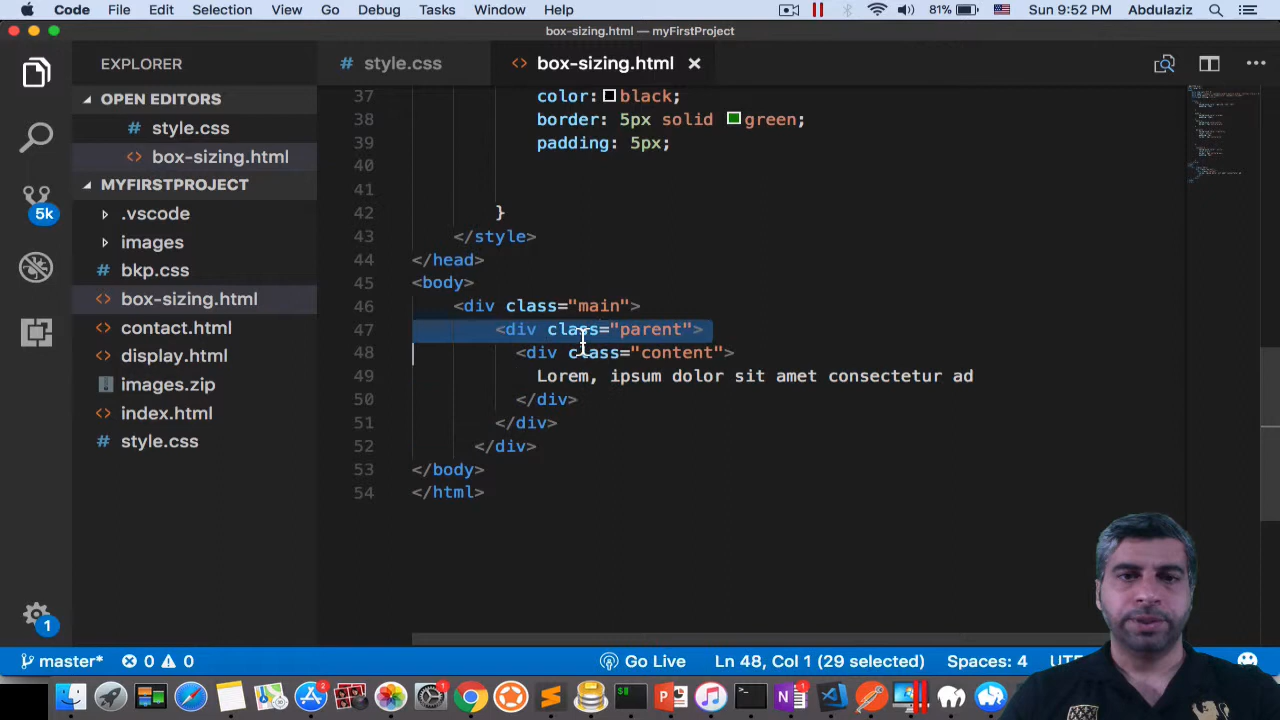 Code File Edit Selection View Go Debug Tasks Window Help 81% Sun 9:52 PM Abdulaziz
box-sizing.html — myFirstProject
EXPLORER
# style.css
<> box-sizing.html ×
OPEN EDITORS
# style.css
<> box-sizing.html
MYFIRSTPROJECT
.vscode
images
# bkp.css
<> box-sizing.html
<> contact.html
<> display.html
images.zip
<> index.html
# style.css
5k
1
37 color: black;
38 border: 5px solid green;
39 padding: 5px;
40
41
42 }
43 </style>
44 </head>
45 <body>
46 <div class="main">
47 <div class="parent">
48 <div class="content">
49 Lorem, ipsum dolor sit amet consectetur ad
50 </div>
51 </div>
52 </div>
53 </body>
54 </html>
master* 0 0 Go Live Ln 48, Col 1 (29 selected) Spaces: 4 UTF